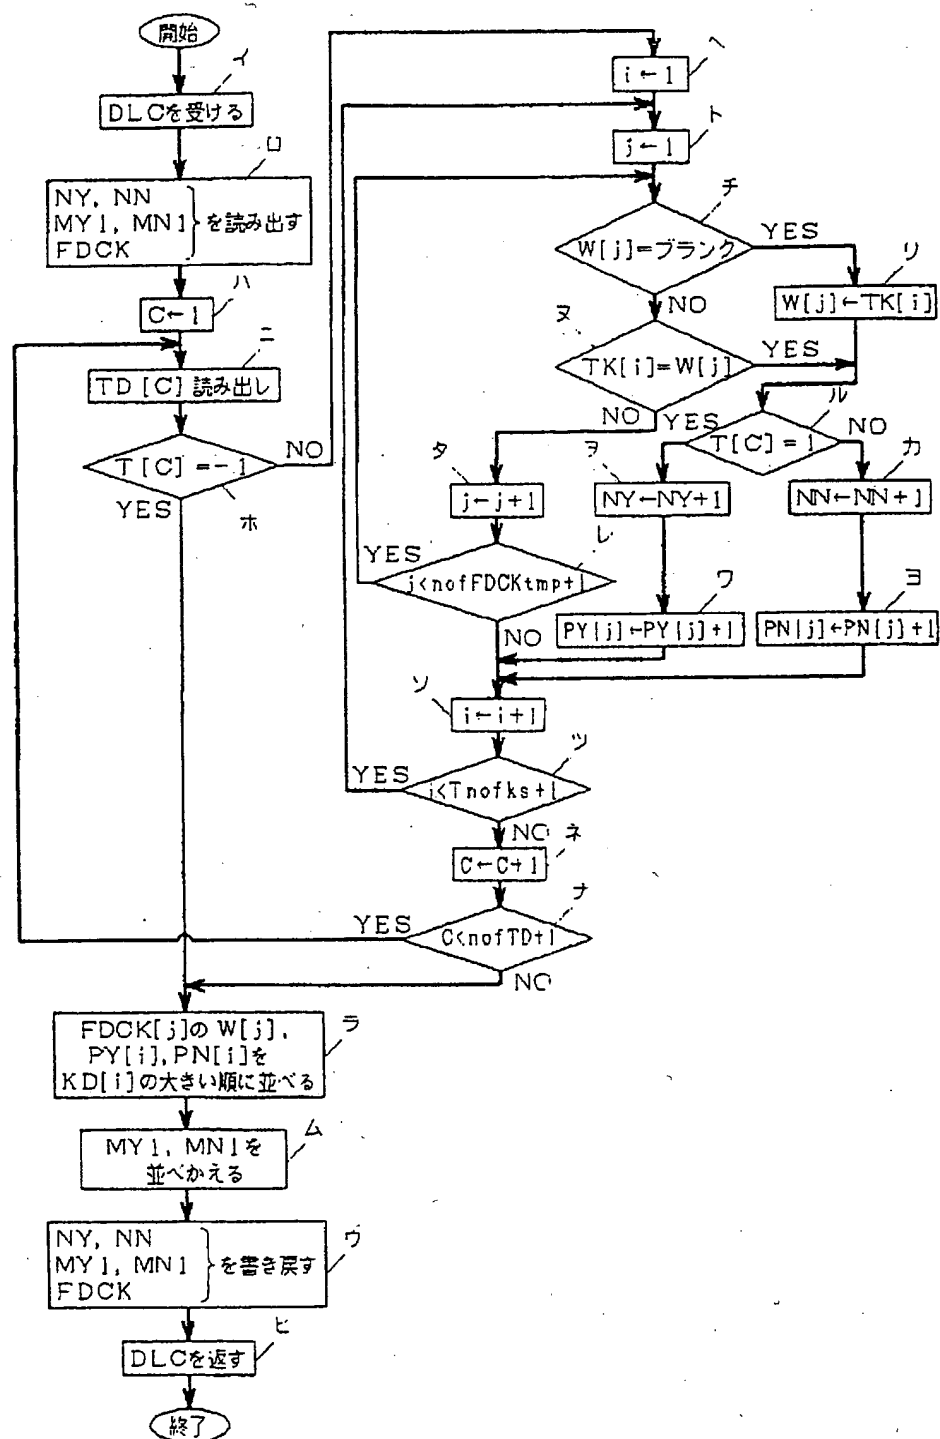 開始
イ
DLCを受ける
ロ
NY, NN
MY1, MN1 を読み出す
FDCK
ハ
C←1
ニ
TD[C]読み出し
T[C]=-1
NO
YES
ホ
ヘ
i←1
ト
j←1
チ
W[j]=ブランク
YES
NO
リ
W[j]←TK[i]
ヌ
TK[i]=W[j]
YES
NO
ル
T[C]=1
YES
NO
タ
j←j+1
ヲ
NY←NY+1
カ
NN←NN+1
レ
j<nofFDCKtmp+1
YES
NO
ワ
PY[j]←PY[j]+1
ヨ
PN[j]←PN[j]+1
ソ
i←i+1
ツ
i<Tnofks+1
YES
NO
ネ
C←C+1
ナ
C<nofTD+1
YES
NO
ラ
FDCK[j]の W[j],
PY[i],PN[i]を
KD[i]の大きい順に並べる
ム
MY1, MN1を
並べかえる
ウ
NY, NN
MY1, MN1 を書き戻す
FDCK
ヒ
DLCを返す
終了